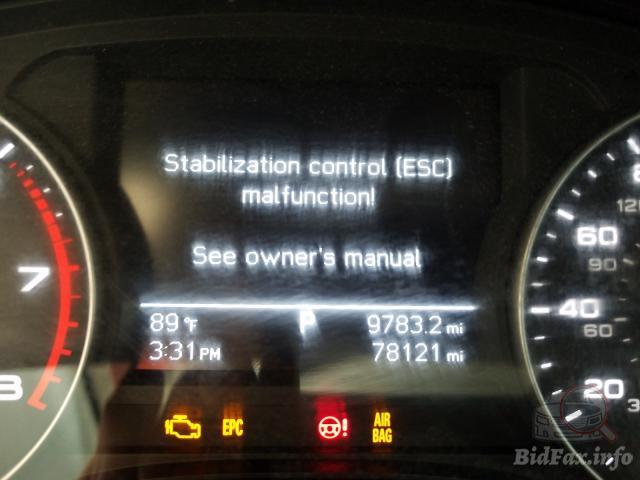 Stabilization control (ESC)
malfunction!
See owner's manual
89 °F P 9783.2 mi
3:31 PM 78121 mi
EPC
!
AIR
BAG
7
8
60
90
40
60
20
120
BidFax.info